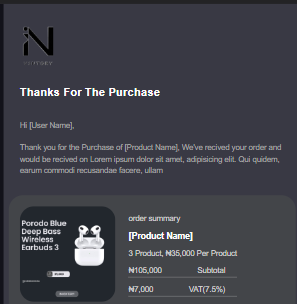 iN
Thanks For The Purchase
Hi [User Name],
Thank you for the Purchase of [Product Name], We've recived your order and
would be recived on Lorem ipsum dolor sit amet, adipisicing elit. Qui quidem,
earum commodi recusandae facere, ullam
Porodo Blue
Deep Bass
Wireless
Earbuds 3
order summary
[Product Name]
3 Product, ₦35,000 Per Product
₦105,000 Subtotal
₦7,000 VAT(7.5%)